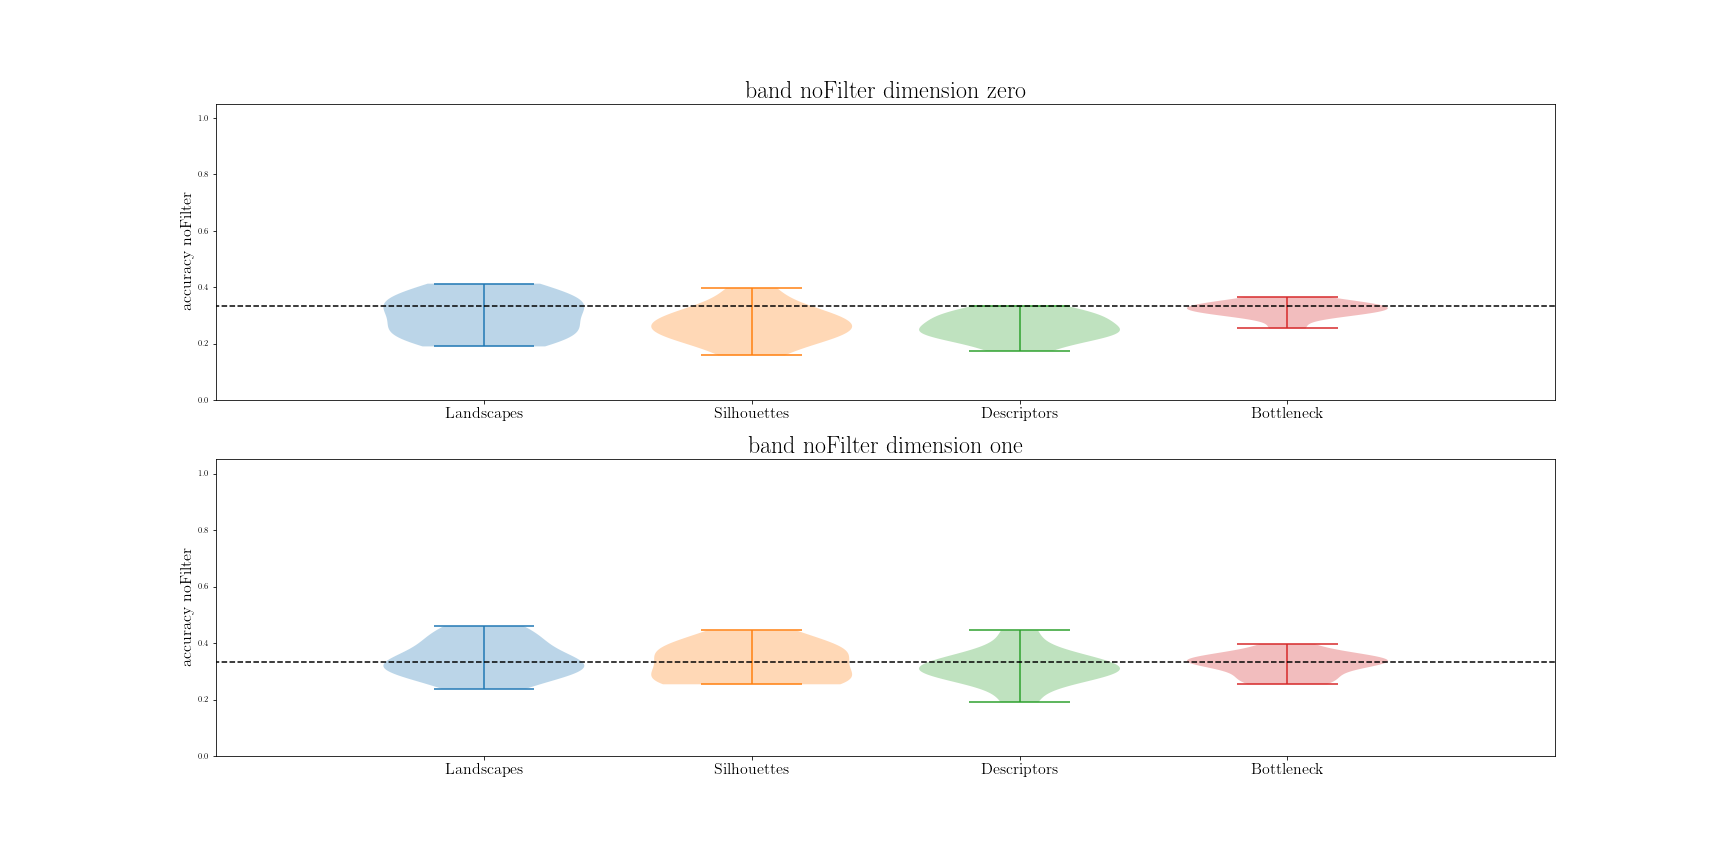 band noFilter dimension zero
accuracy noFilter
1.0
0.8
0.6
0.4
0.2
0.0
Landscapes Silhouettes Descriptors Bottleneck
band noFilter dimension one
accuracy noFilter
1.0
0.8
0.6
0.4
0.2
0.0
Landscapes Silhouettes Descriptors Bottleneck